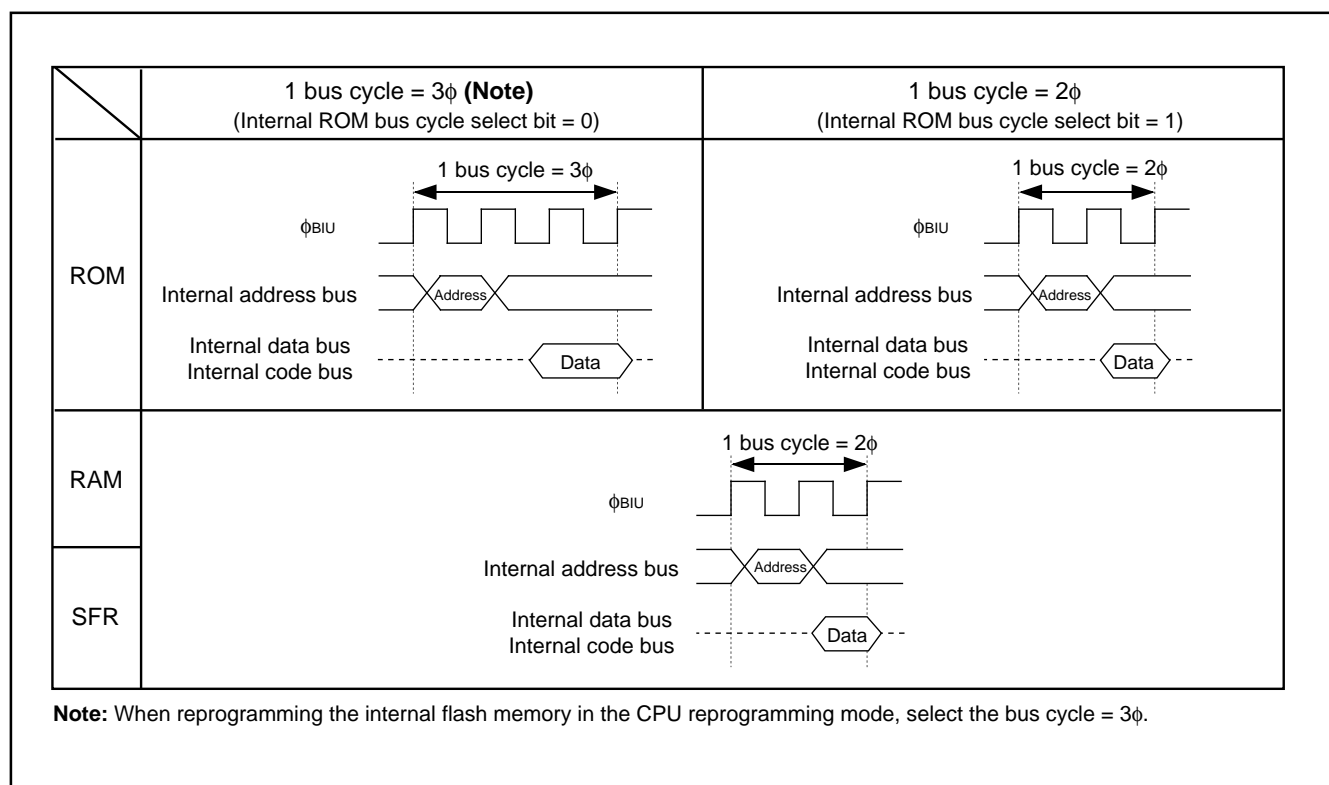 1 bus cycle = 3ϕ (Note)
(Internal ROM bus cycle select bit = 0)
1 bus cycle = 2ϕ
(Internal ROM bus cycle select bit = 1)
ROM
1 bus cycle = 3ϕ
ϕBIU
Internal address bus
Address
Internal data bus
Internal code bus
Data
1 bus cycle = 2ϕ
ϕBIU
Internal address bus
Address
Internal data bus
Internal code bus
Data
RAM
SFR
1 bus cycle = 2ϕ
ϕBIU
Internal address bus
Address
Internal data bus
Internal code bus
Data
Note: When reprogramming the internal flash memory in the CPU reprogramming mode, select the bus cycle = 3ϕ.